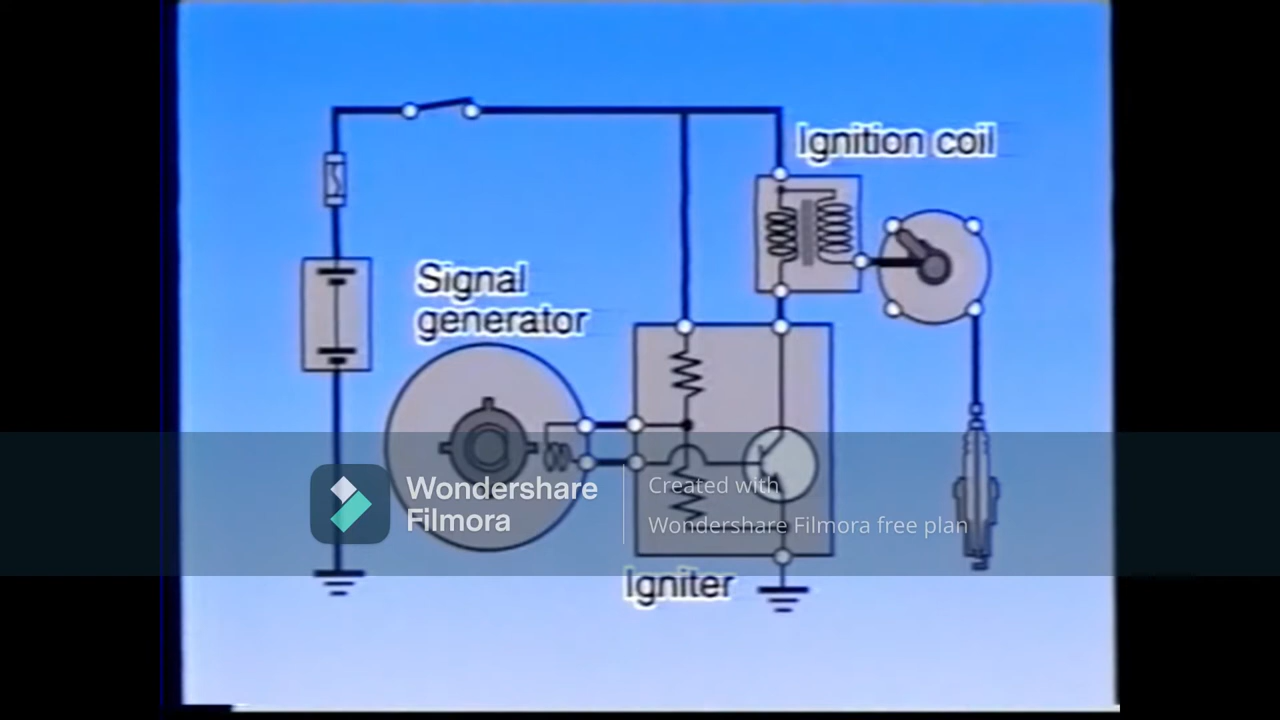 Ignition coil
Signal
generator
Wondershare
Filmora
Created with
Wondershare Filmora free plan
Igniter